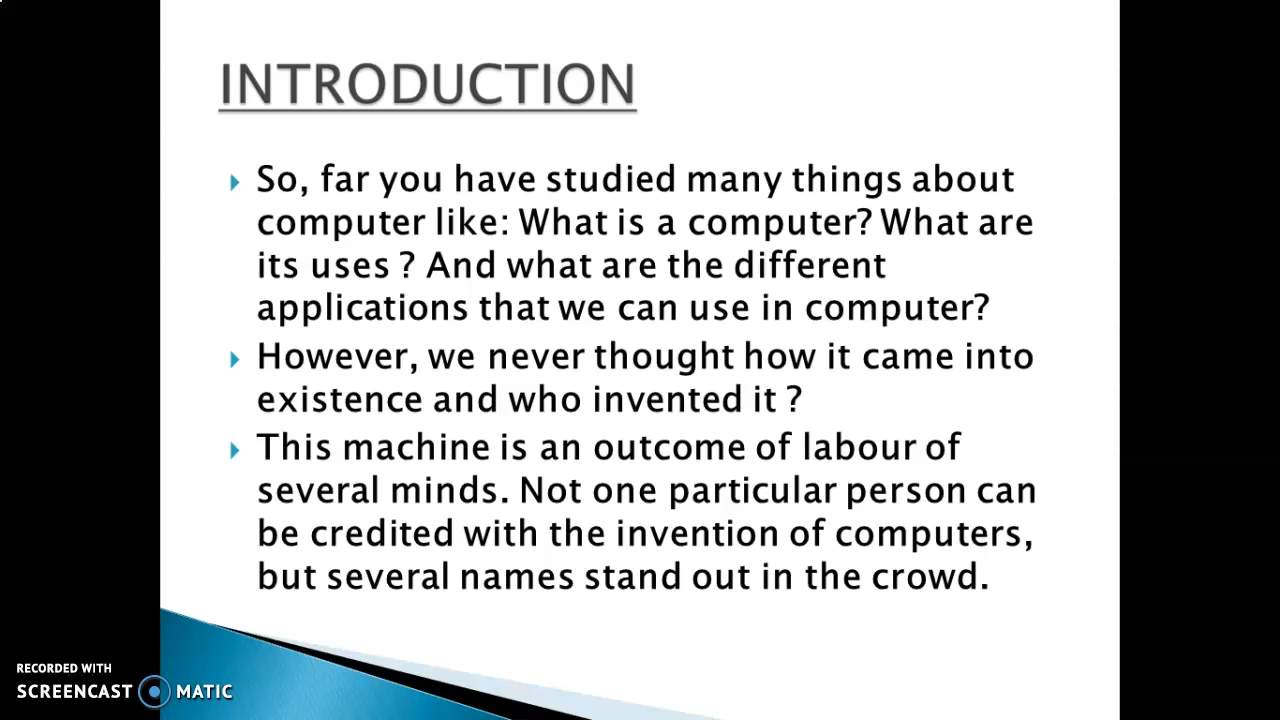 INTRODUCTION
So, far you have studied many things about
computer like: What is a computer? What are
its uses ? And what are the different
applications that we can use in computer?
However, we never thought how it came into
existence and who invented it ?
This machine is an outcome of labour of
several minds. Not one particular person can
be credited with the invention of computers,
but several names stand out in the crowd.
RECORDED WITH
SCREENCAST MATIC